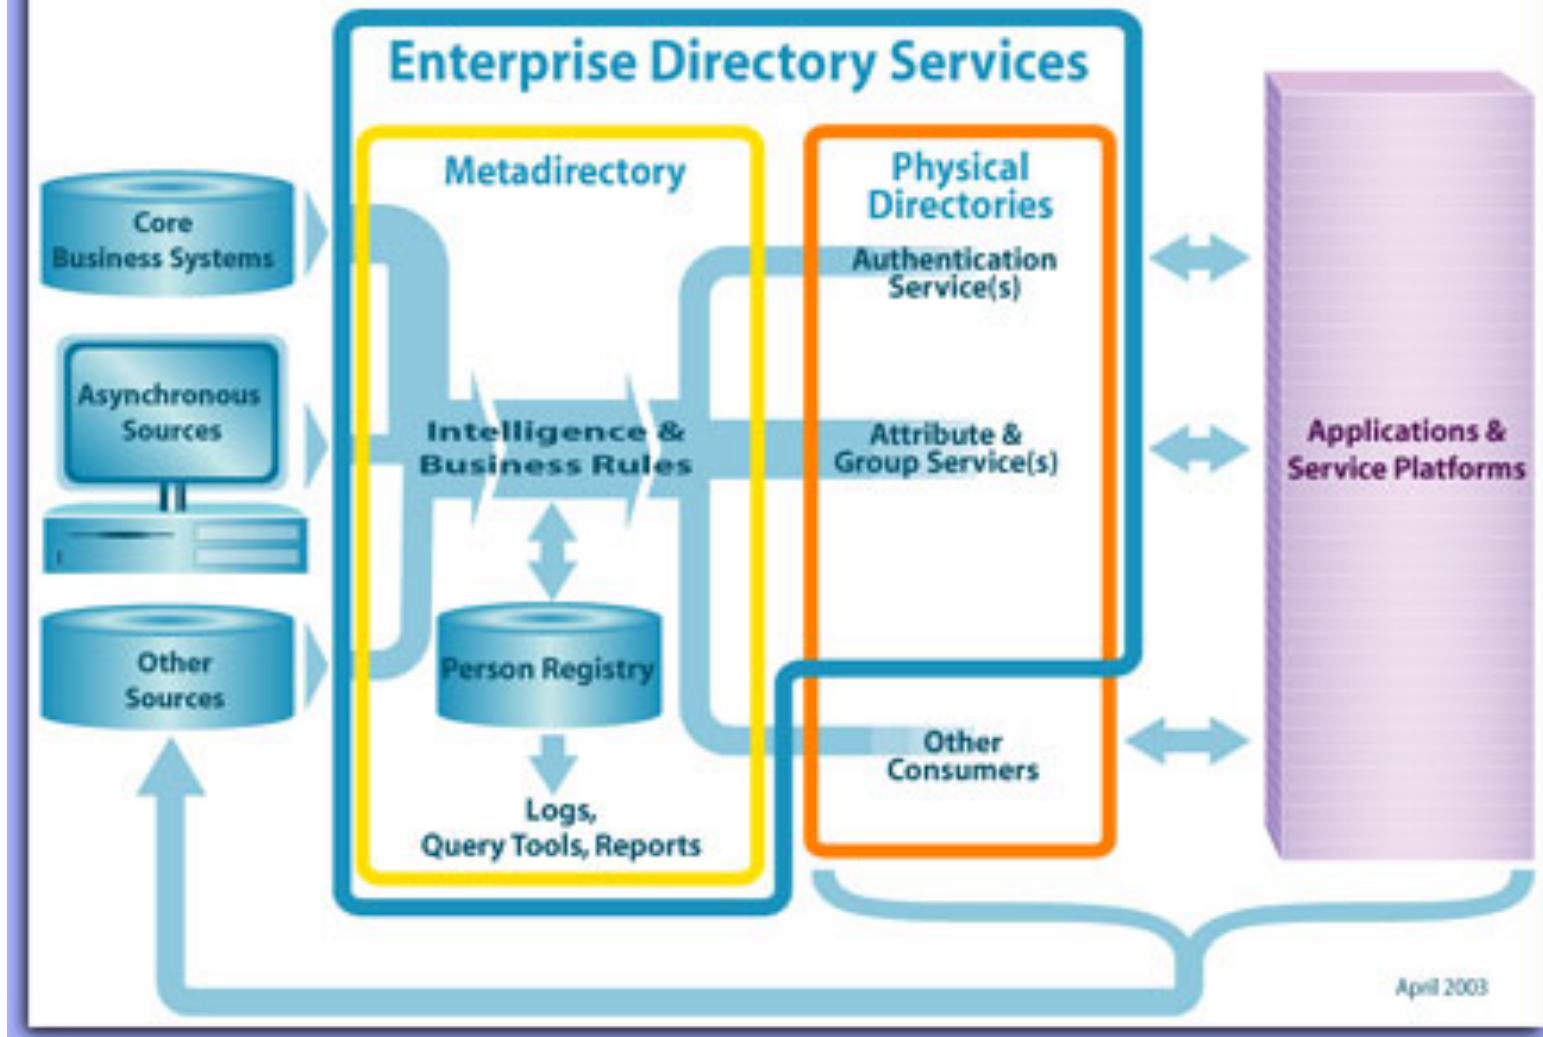 Enterprise Directory Services
Metadirectory
Physical
Directories
Core
Business Systems
Authentication
Service(s)
Asynchronous
Sources
Intelligence &
Business Rules
Attribute &
Group Service(s)
Applications &
Service Platforms
Other
Sources
Person Registry
Other
Consumers
Logs,
Query Tools, Reports
April 2003